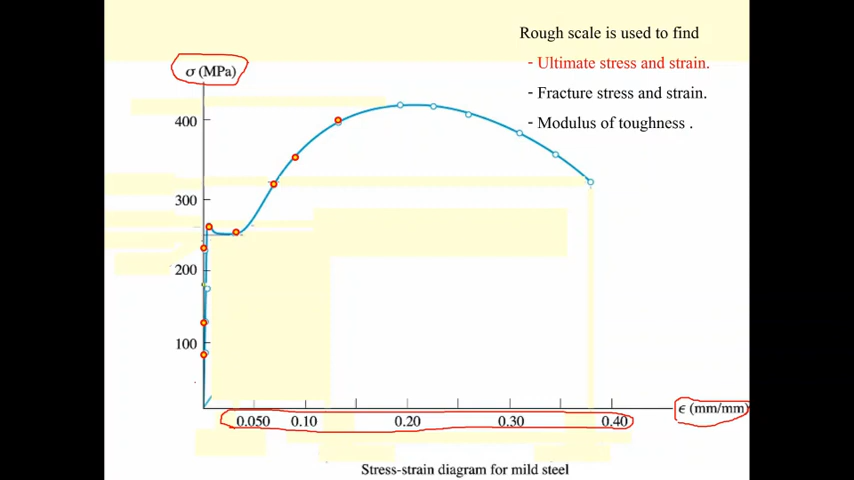 Rough scale is used to find
- Ultimate stress and strain.
- Fracture stress and strain.
- Modulus of toughness .
σ (MPa)
400
300
200
100
0.050 0.10 0.20 0.30 0.40
ϵ (mm/mm)
Stress-strain diagram for mild steel